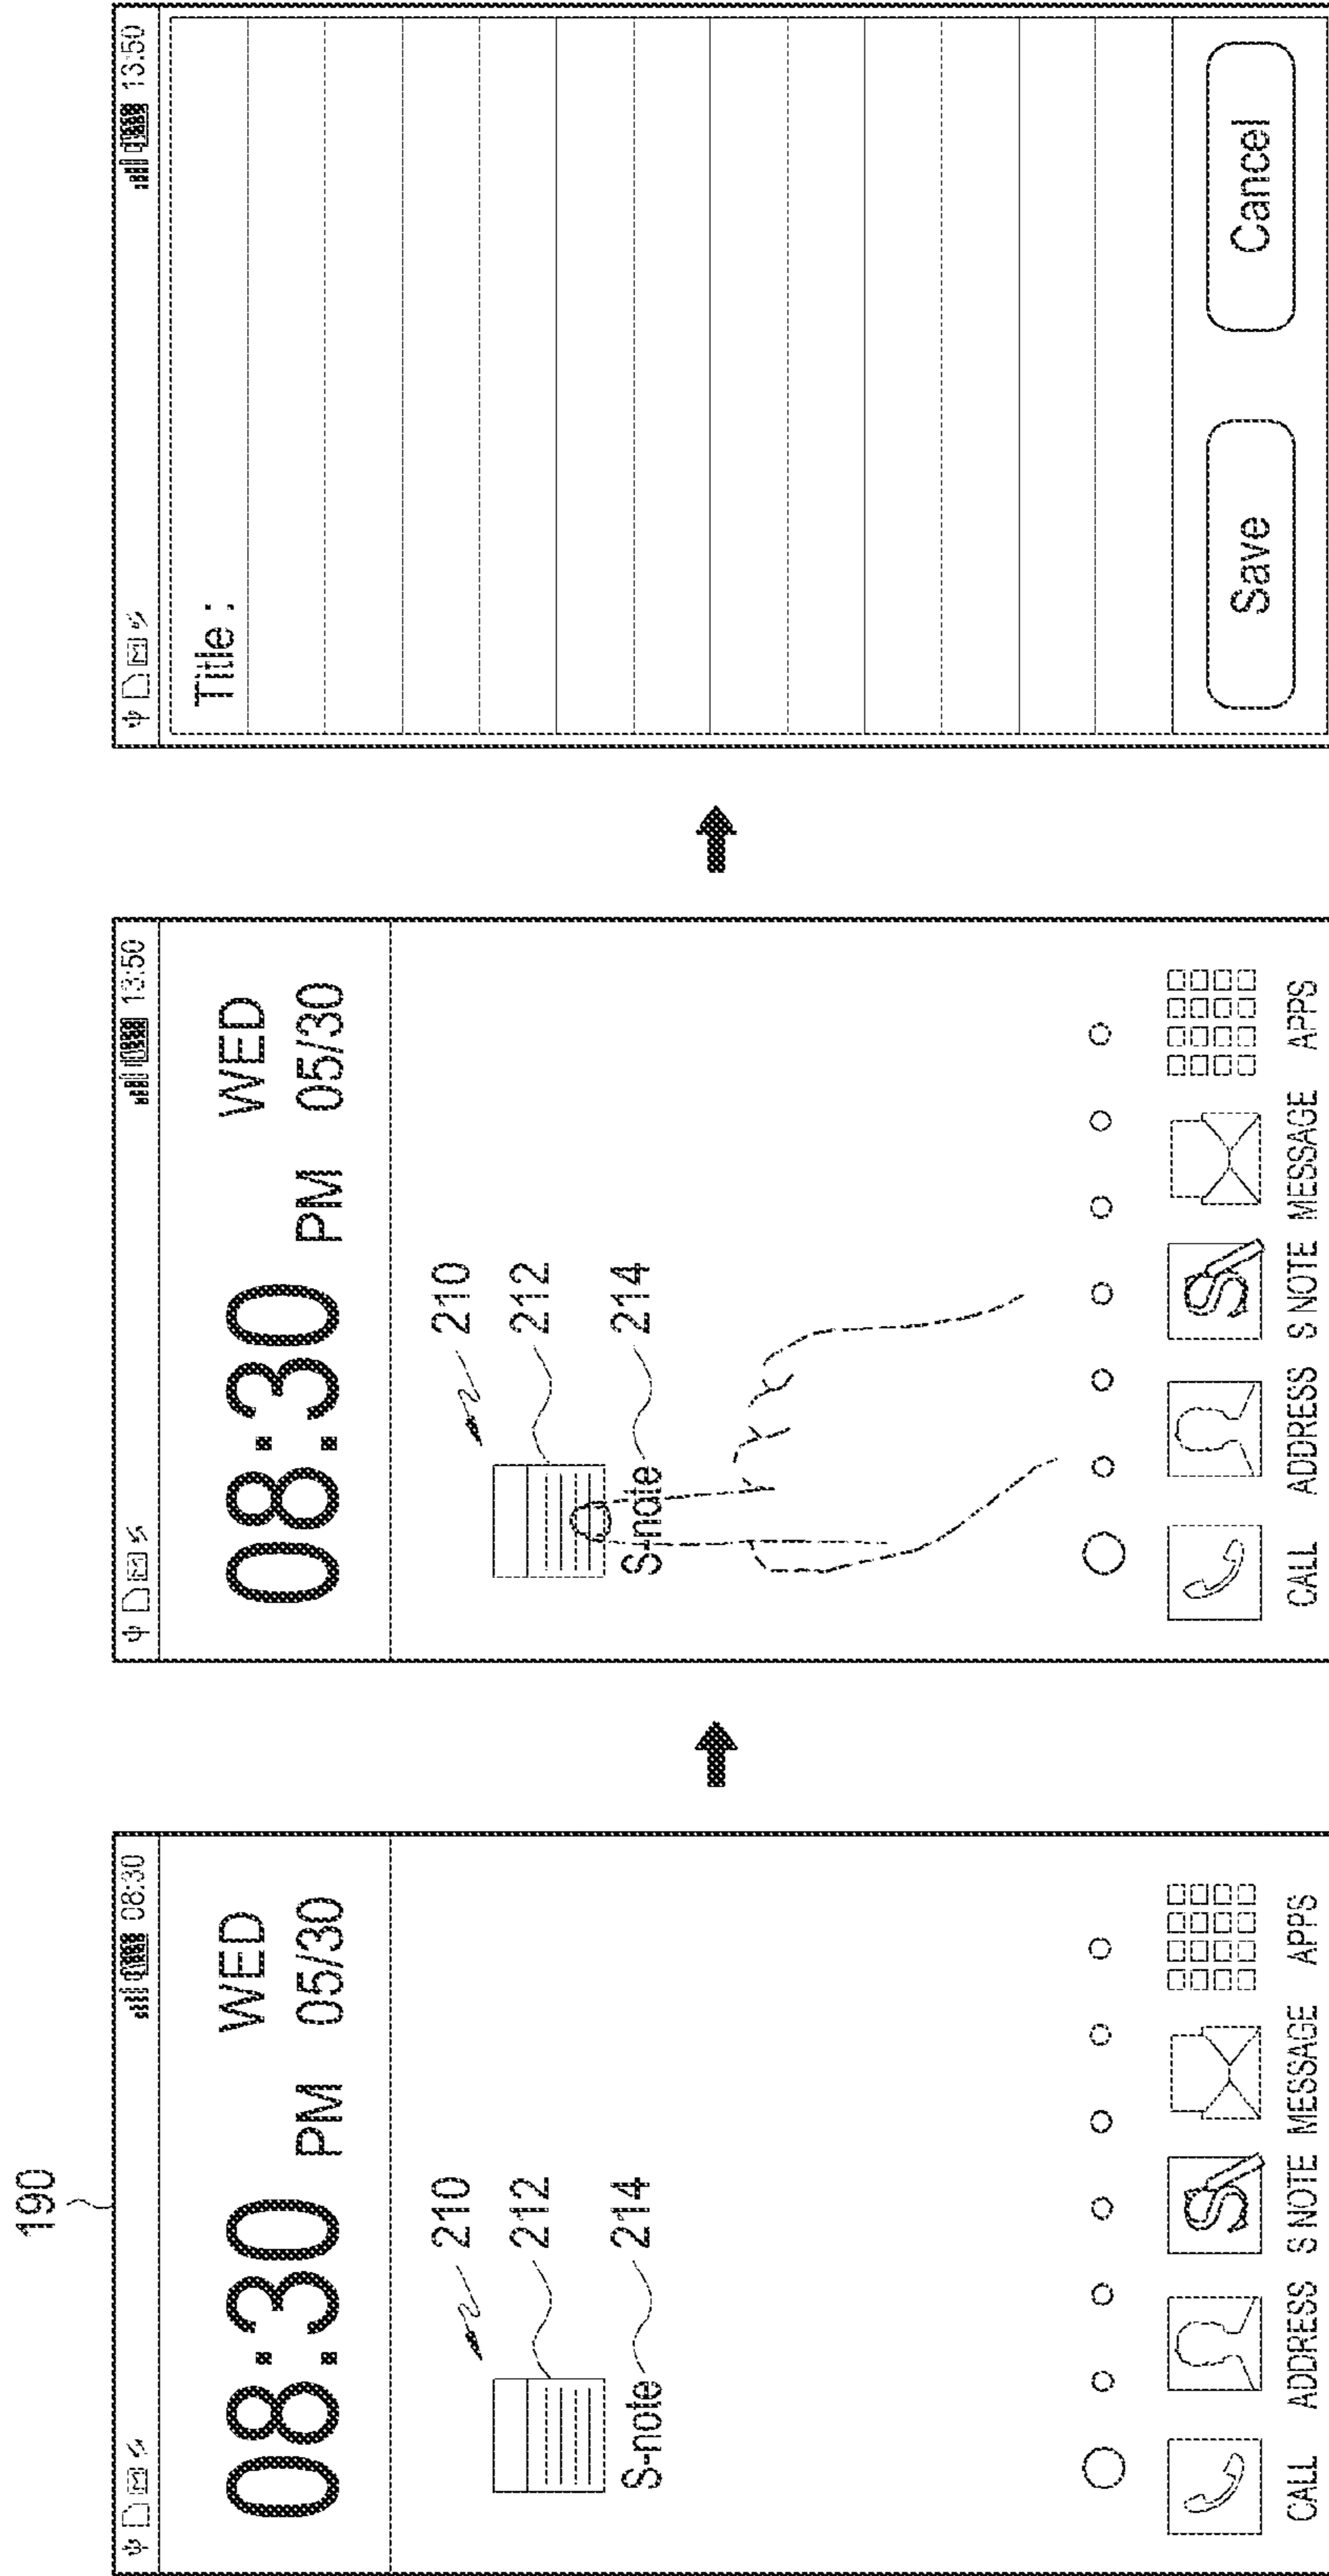 190
08:30
08:30 PM WED
05/30
210
212
214
S-note
CALL ADDRESS S NOTE MESSAGE APPS
13:50
08:30 PM WED
05/30
210
212
214
S-note
CALL ADDRESS S NOTE MESSAGE APPS
13:50
Title :
Save Cancel